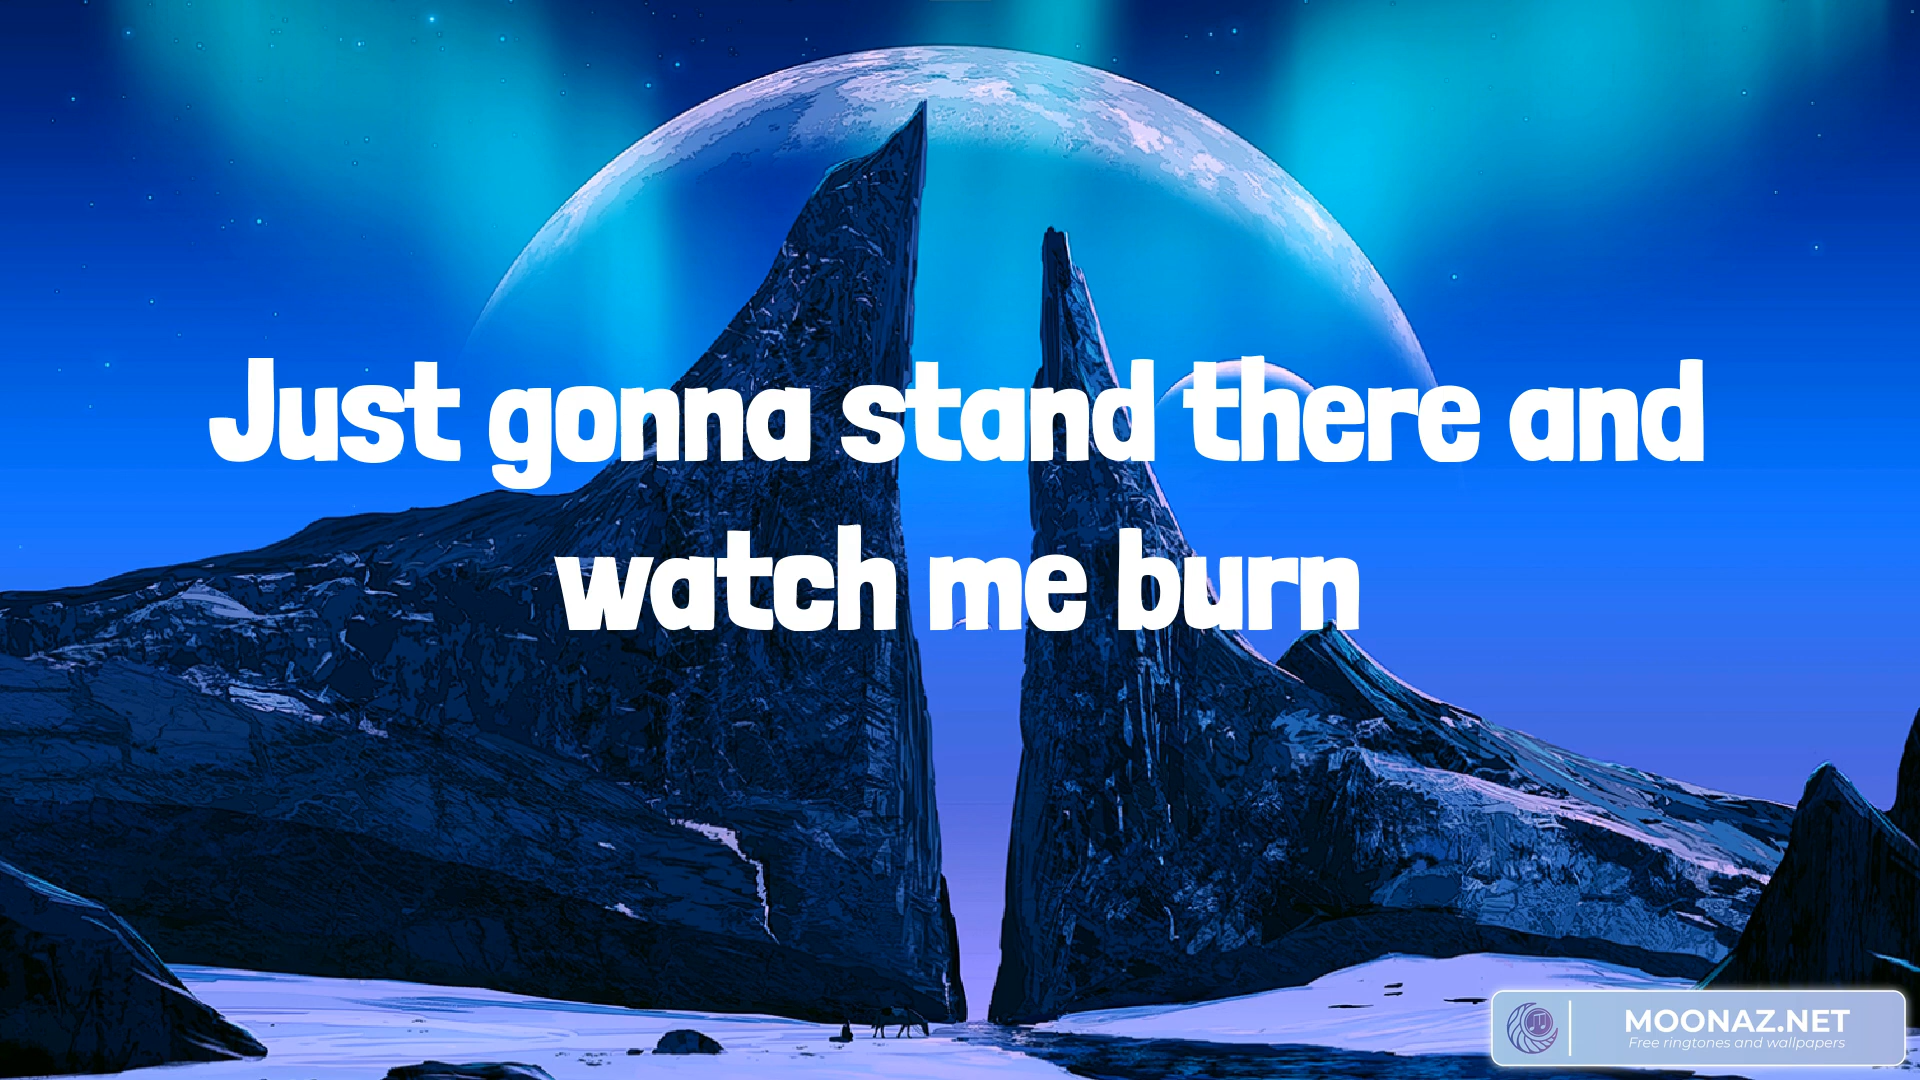 Just gonna stand there and
watch me burn
MOONAZ.NET
Free ringtones and wallpapers